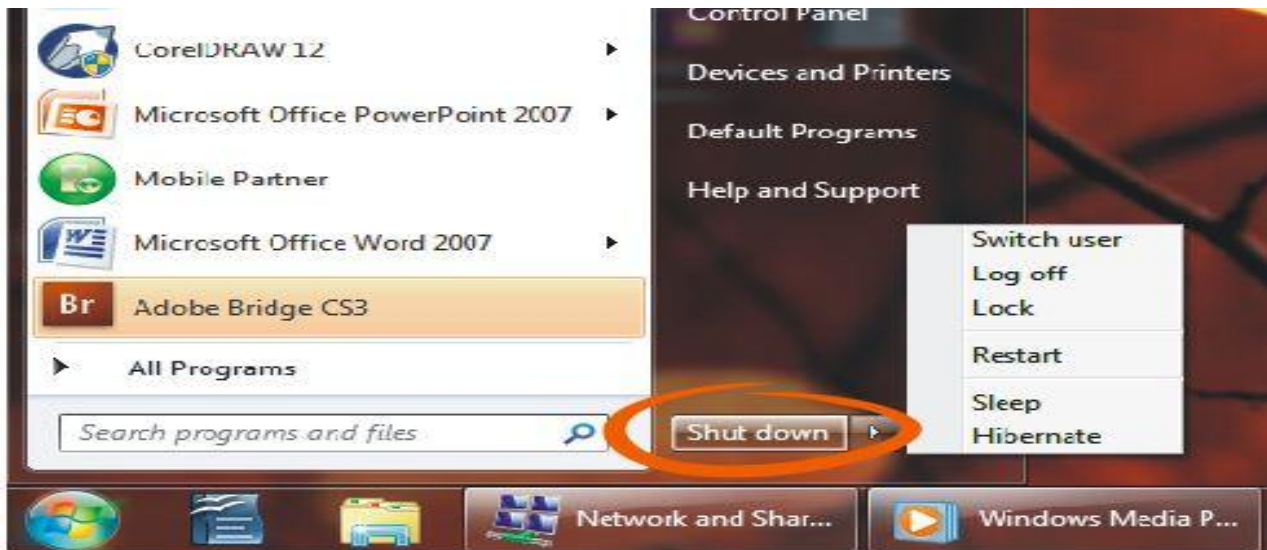 CorelDRAW 12
Microsoft Office PowerPoint 2007
Mobile Partner
Microsoft Office Word 2007
Br Adobe Bridge CS3
All Programs
Search programs and files
Control Panel
Devices and Printers
Default Programs
Help and Support
Shut down
Switch user
Log off
Lock
Restart
Sleep
Hibernate
Network and Shar...
Windows Media P...